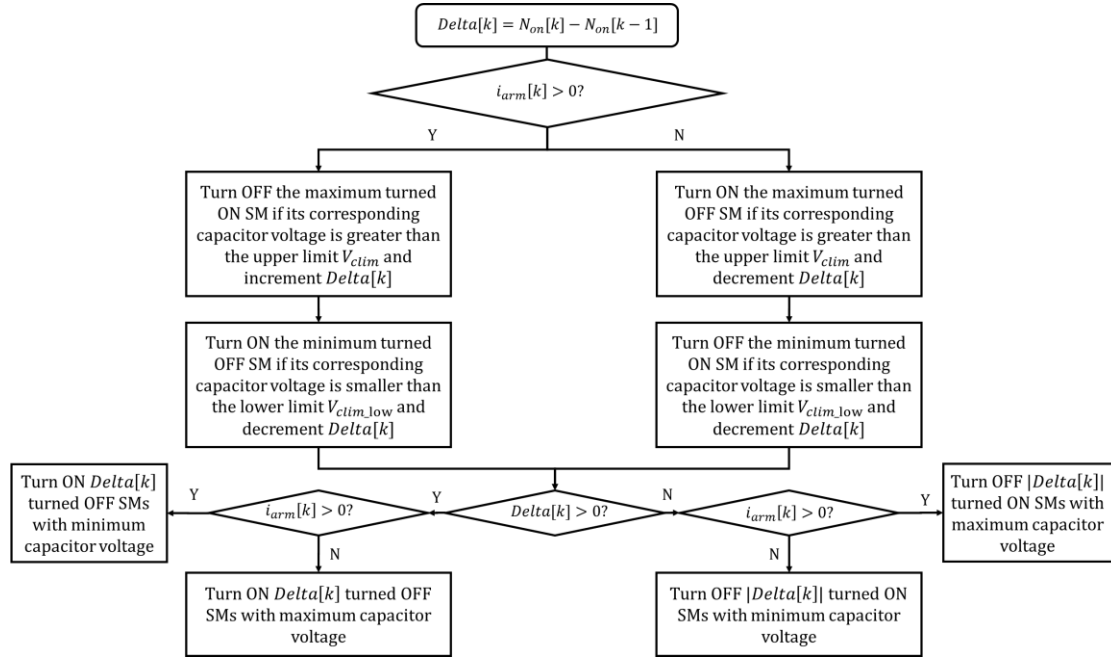 Delta[k] = N_on[k] − N_on[k − 1]
i_arm[k] > 0?
Y
N
Turn OFF the maximum turned
ON SM if its corresponding
capacitor voltage is greater than
the upper limit V_clim and
increment Delta[k]
Turn ON the maximum turned
OFF SM if its corresponding
capacitor voltage is greater than
the upper limit V_clim and
decrement Delta[k]
Turn ON the minimum turned
OFF SM if its corresponding
capacitor voltage is smaller than
the lower limit V_clim_low and
decrement Delta[k]
Turn OFF the minimum turned
ON SM if its corresponding
capacitor voltage is smaller than
the lower limit V_clim_low and
decrement Delta[k]
Turn ON Delta[k]
turned OFF SMs
with minimum
capacitor voltage
Y
i_arm[k] > 0?
Y
Delta[k] > 0?
N
i_arm[k] > 0?
Y
Turn OFF |Delta[k]|
turned ON SMs with
maximum capacitor
voltage
N
N
Turn ON Delta[k] turned OFF
SMs with maximum capacitor
voltage
Turn OFF |Delta[k]| turned ON
SMs with minimum capacitor
voltage